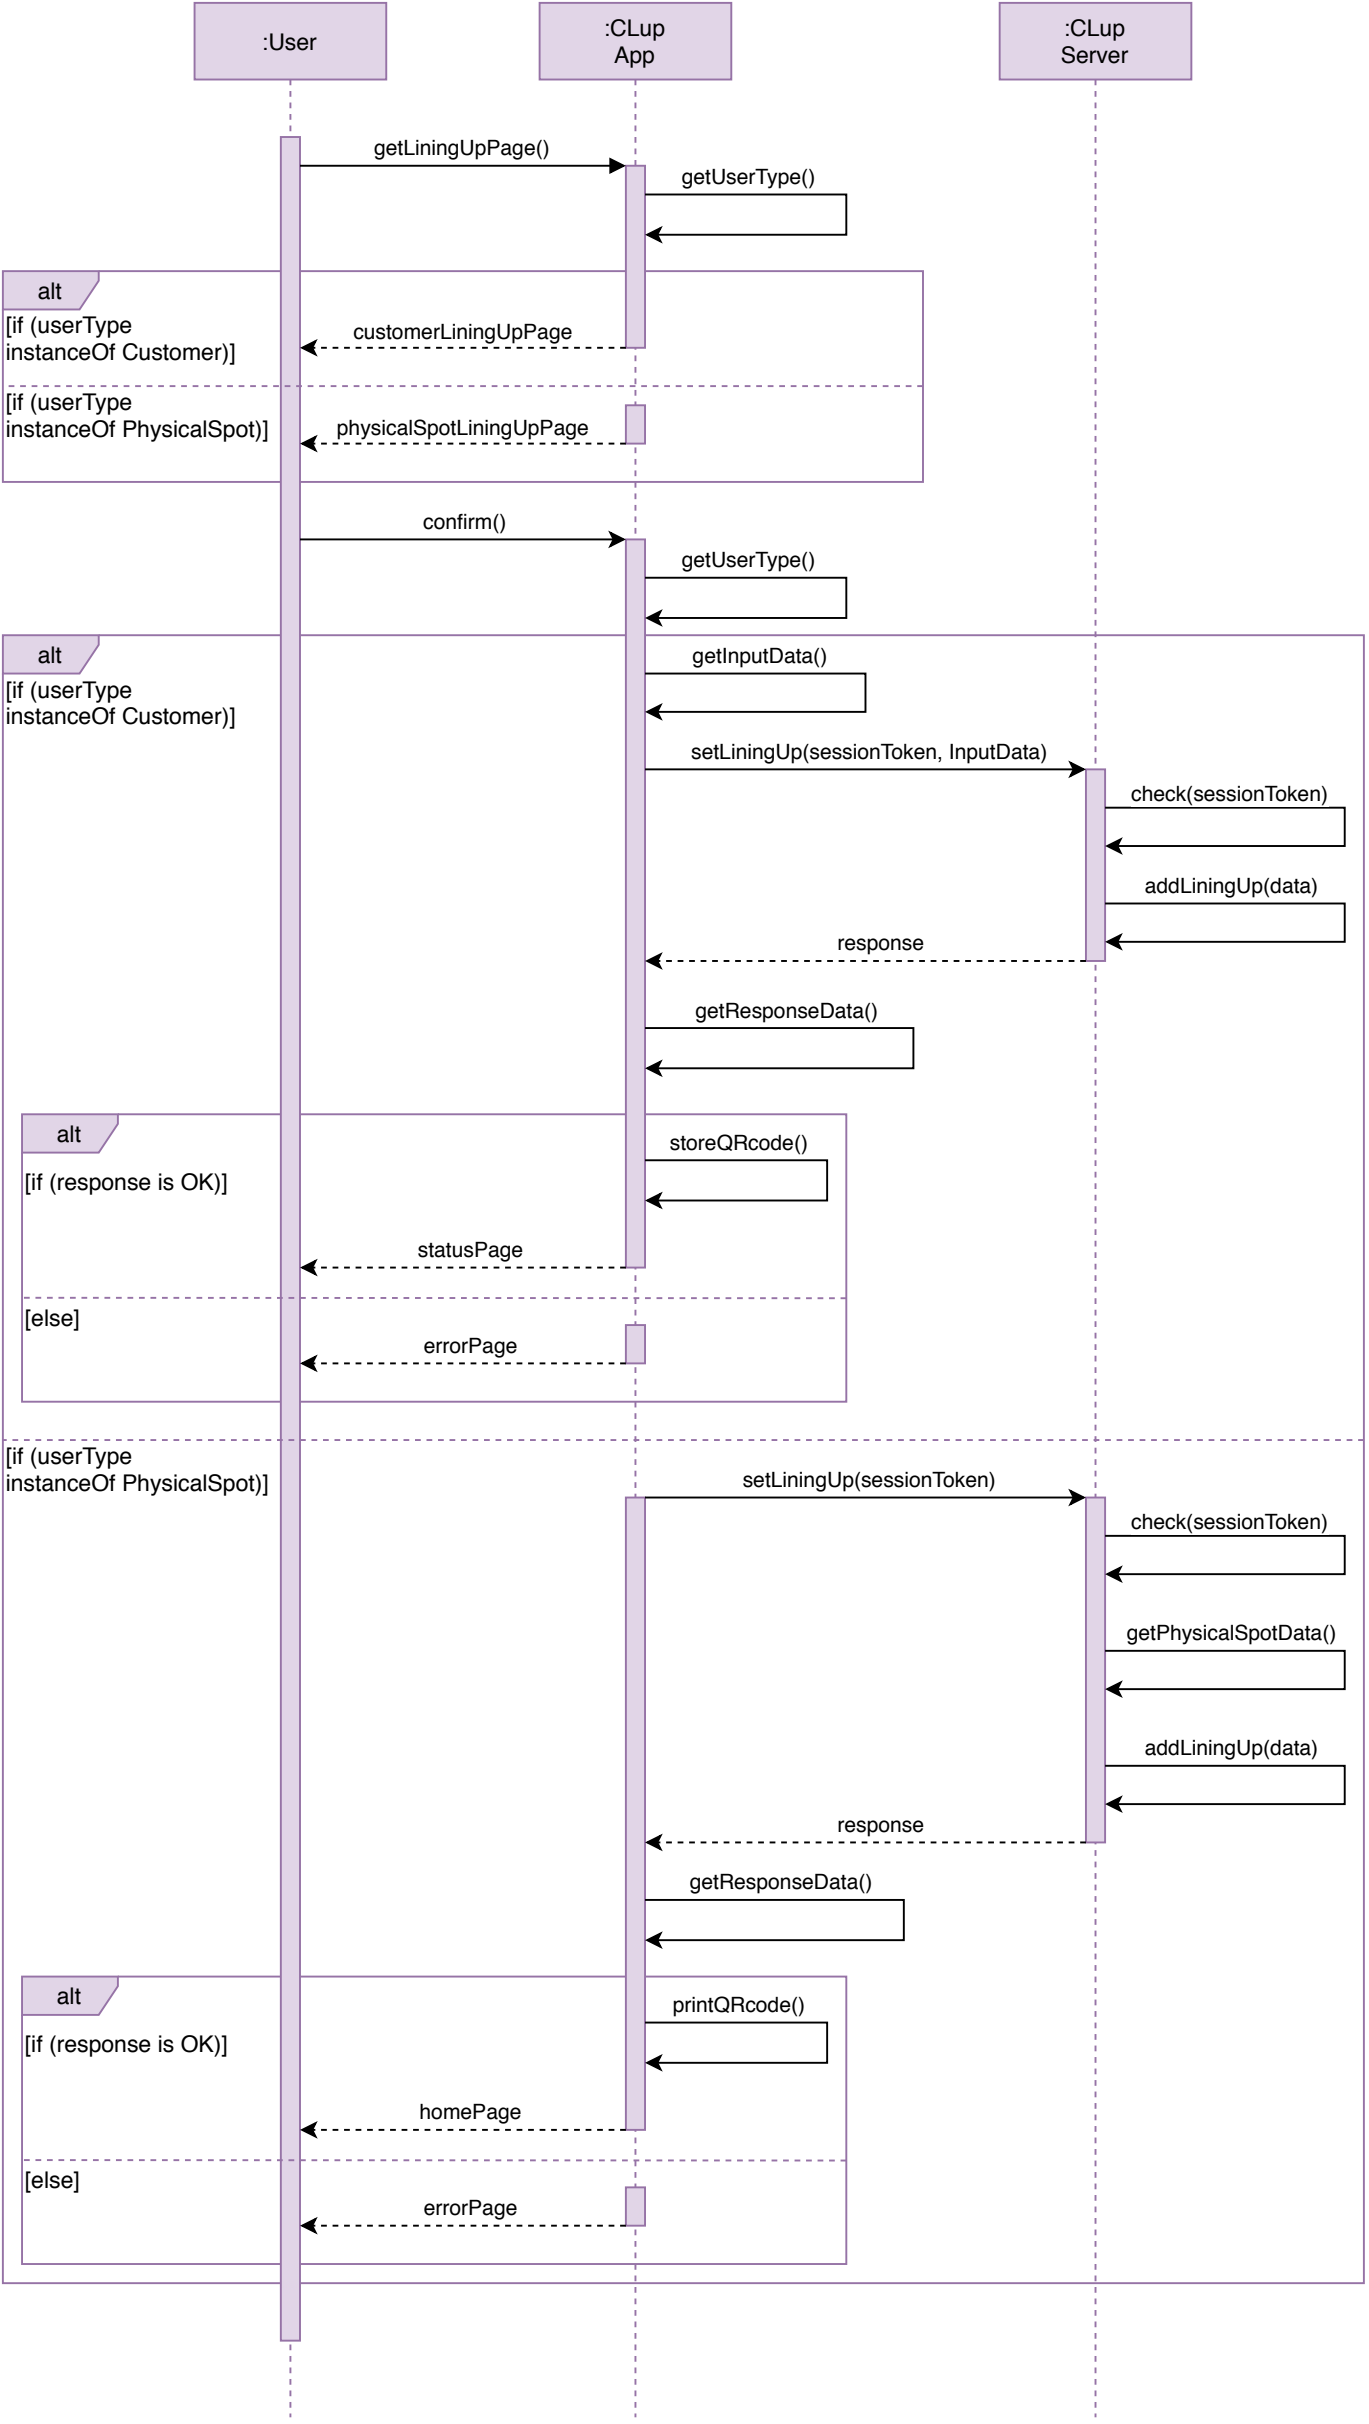 :User
:CLup
App
:CLup
Server
getLiningUpPage()
getUserType()
alt
[if (userType
instanceOf Customer)]
customerLiningUpPage
[if (userType
instanceOf PhysicalSpot)]
physicalSpotLiningUpPage
confirm()
getUserType()
alt
[if (userType
instanceOf Customer)]
getInputData()
setLiningUp(sessionToken, InputData)
check(sessionToken)
addLiningUp(data)
response
getResponseData()
alt
[if (response is OK)]
storeQRcode()
statusPage
[else]
errorPage
[if (userType
instanceOf PhysicalSpot)]
setLiningUp(sessionToken)
check(sessionToken)
getPhysicalSpotData()
addLiningUp(data)
response
getResponseData()
alt
[if (response is OK)]
printQRcode()
homePage
[else]
errorPage